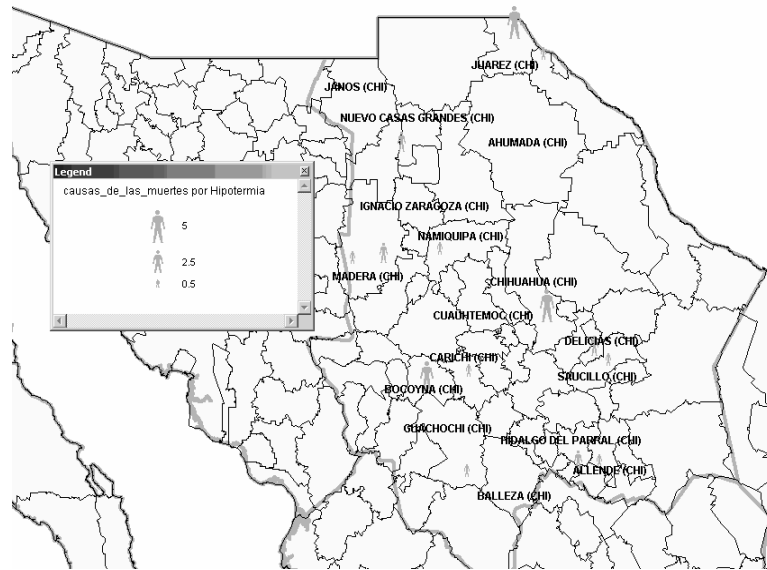 JUAREZ (CHI)
JANOS (CHI)
NUEVO CASAS GRANDES (CHI)
AHUMADA (CHI)
Legend
causas_de_las_muertes por Hipotermia
5
2.5
0.5
IGNACIO ZARAGOZA (CHI)
NAMIQUIPA (CHI)
MADERA (CHI)
CHIHUAHUA (CHI)
CUAUHTEMOC (CHI)
DELICIAS (CHI)
CARICHI (CHI)
SAUCILLO (CHI)
BOCOYNA (CHI)
GUACHOCHI (CHI)
HIDALGO DEL PARRAL (CHI)
ALLENDE (CHI)
BALLEZA (CHI)